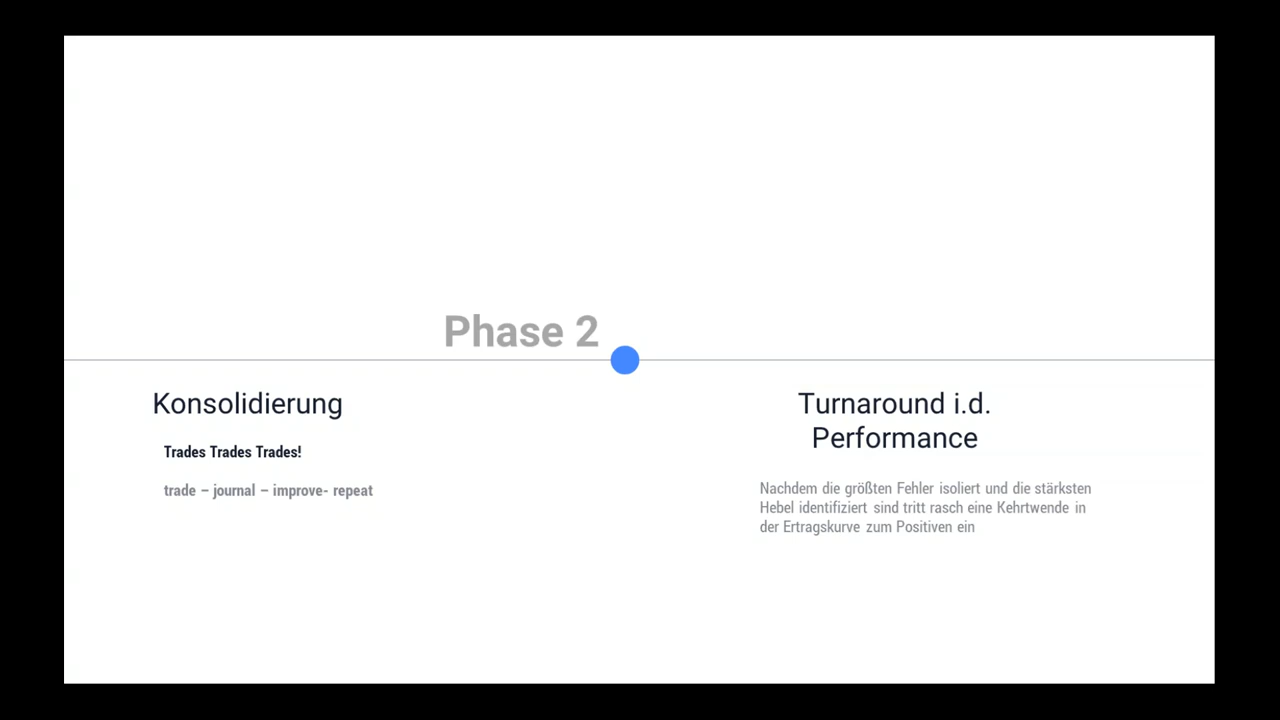 Phase 2
Konsolidierung
Trades Trades Trades!
trade – journal – improve- repeat
Turnaround i.d.
Performance
Nachdem die größten Fehler isoliert und die stärksten
Hebel identifiziert sind tritt rasch eine Kehrtwende in
der Ertragskurve zum Positiven ein